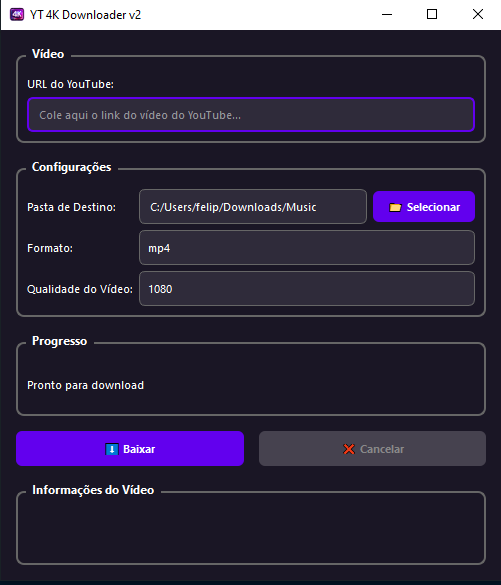 4K YT 4K Downloader v2
Vídeo
URL do YouTube:
Cole aqui o link do vídeo do YouTube...
Configurações
Pasta de Destino: C:/Users/felip/Downloads/Music Selecionar
Formato: mp4
Qualidade do Vídeo: 1080
Progresso
Pronto para download
Baixar Cancelar
Informações do Vídeo